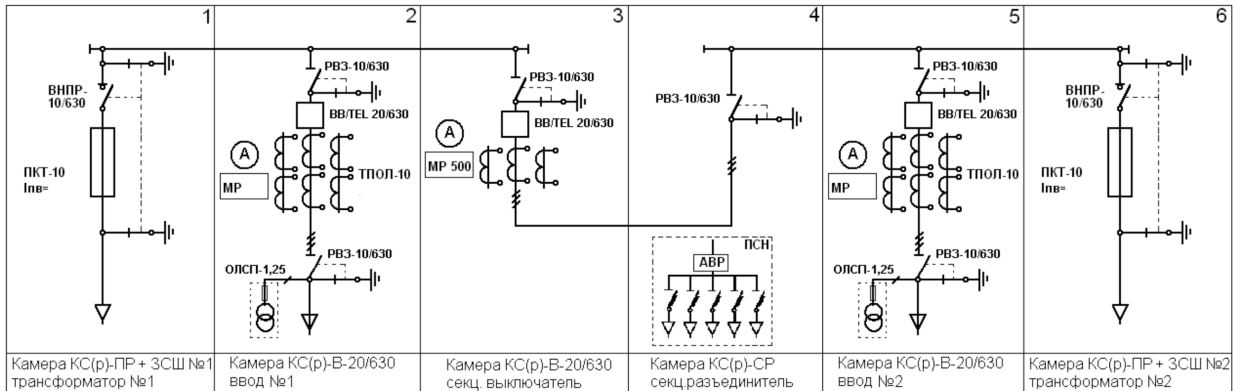 1
2
3
4
5
6
ВНПР-
10/630
ПКТ-10
Iпв=
РВЗ-10/630
BB/TEL 20/630
A
МР
ТПОЛ-10
РВЗ-10/630
ОЛСП-1,25
РВЗ-10/630
BB/TEL 20/630
A
МР 500
РВЗ-10/630
ПСН
АВР
РВЗ-10/630
BB/TEL 20/630
A
МР
ТПОЛ-10
РВЗ-10/630
ОЛСП-1,25
ВНПР-
10/630
ПКТ-10
Iпв=
Камера КС(р)-ПР + ЗСШ №1
трансформатор №1
Камера КС(р)-В-20/630
ввод №1
Камера КС(р)-В-20/630
секц. выключатель
Камера КС(р)-СР
секц.разъединитель
Камера КС(р)-В-20/630
ввод №2
Камера КС(р)-ПР + ЗСШ №2
трансформатор №2